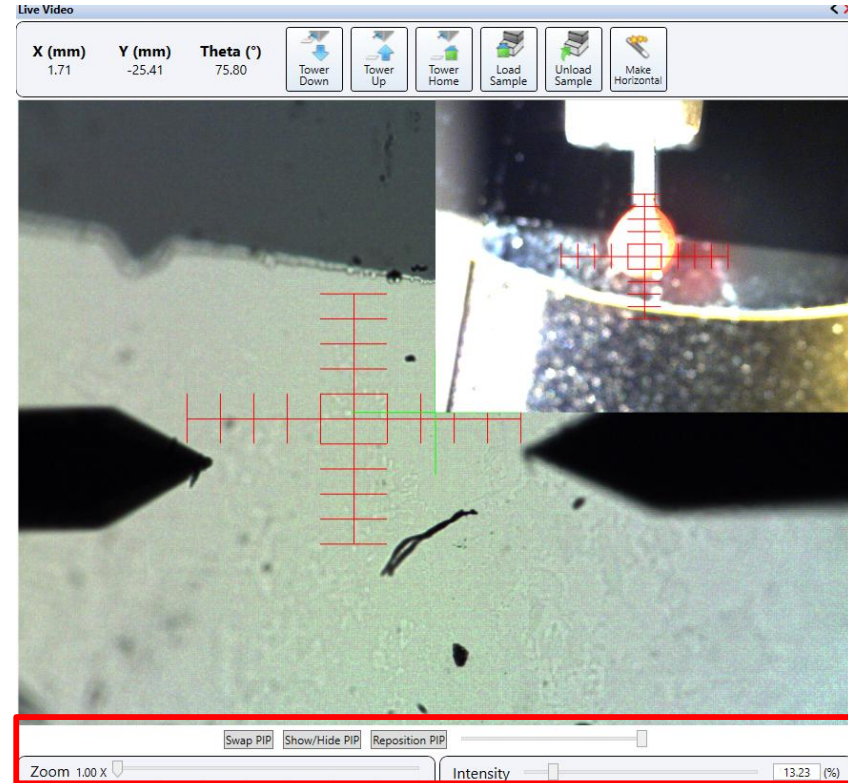 Live Video
X (mm) Y (mm) Theta (°)
1.71 -25.41 75.80
Tower Down
Tower Up
Tower Home
Load Sample
Unload Sample
Make Horizontal
Swap PIP Show/Hide PIP Reposition PIP
Zoom 1.00 X Intensity 13.23 (%)